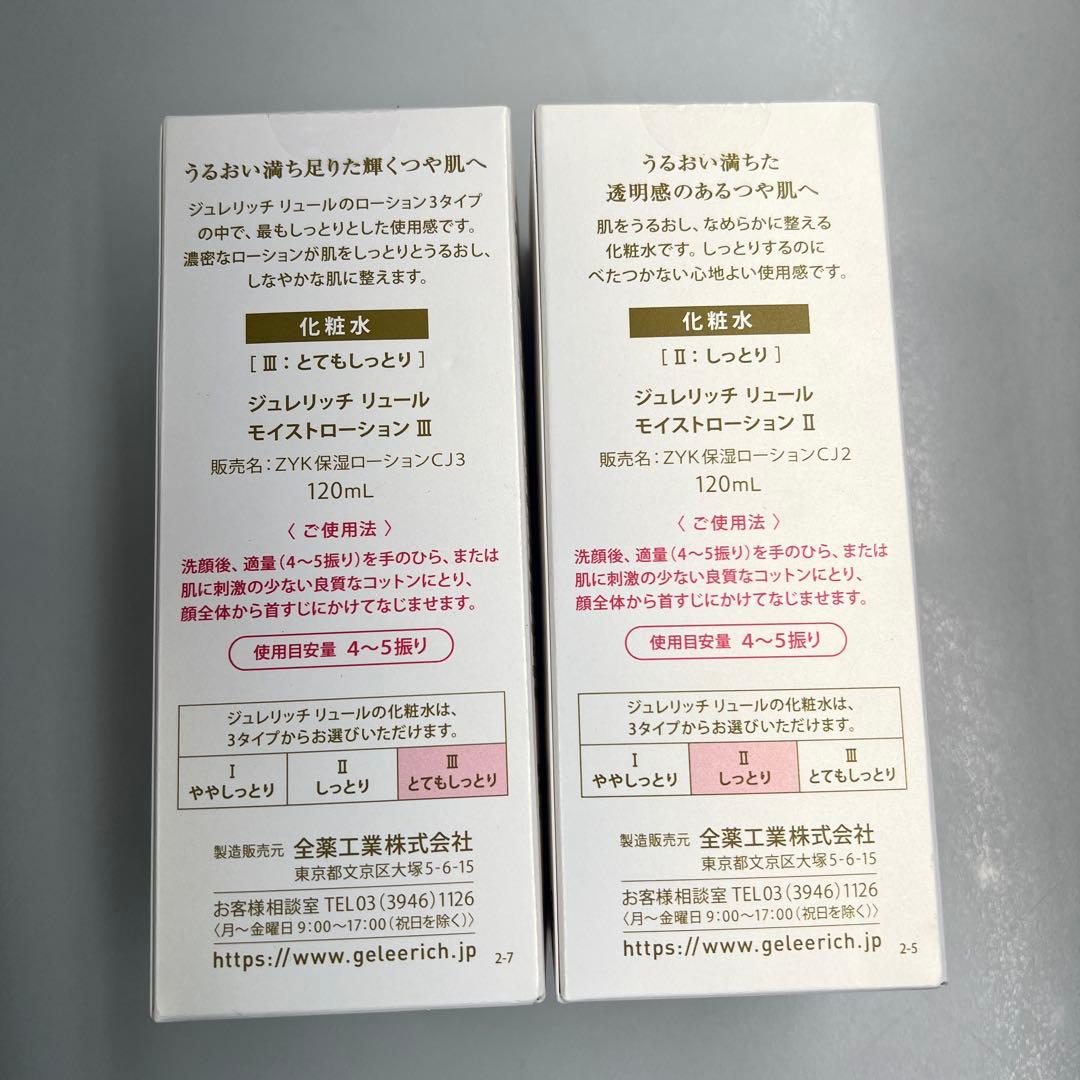 うるおい満ち足りた輝くつや肌へ
ジュレリッチ リュールのローション3タイプ
の中で、最もしっとりとした使用感です。
濃密なローションが肌をしっとりとうるおし、
しなやかな肌に整えます。
化粧水
[ Ⅲ：とてもしっとり ]
ジュレリッチ リュール
モイストローション Ⅲ
販売名：ZYK保湿ローションCJ3
120mL
〈 ご使用法 〉
洗顔後、適量（4～5振り）を手のひら、または
肌に刺激の少ない良質なコットンにとり、
顔全体から首すじにかけてなじませます。
使用目安量 4～5振り
ジュレリッチ リュールの化粧水は、
3タイプからお選びいただけます。
Ⅰ
ややしっとり
Ⅱ
しっとり
Ⅲ
とてもしっとり
製造販売元 全薬工業株式会社
東京都文京区大塚5-6-15
お客様相談室 TEL03（3946）1126
〈月～金曜日 9：00～17：00（祝日を除く）〉
https://www.geleerich.jp 2-7
うるおい満ちた
透明感のあるつや肌へ
肌をうるおし、なめらかに整える
化粧水です。しっとりするのに
べたつかない心地よい使用感です。
化粧水
[ Ⅱ：しっとり ]
ジュレリッチ リュール
モイストローション Ⅱ
販売名：ZYK保湿ローションCJ2
120mL
〈 ご使用法 〉
洗顔後、適量（4～5振り）を手のひら、または
肌に刺激の少ない良質なコットンにとり、
顔全体から首すじにかけてなじませます。
使用目安量 4～5振り
ジュレリッチ リュールの化粧水は、
3タイプからお選びいただけます。
Ⅰ
ややしっとり
Ⅱ
しっとり
Ⅲ
とてもしっとり
製造販売元 全薬工業株式会社
東京都文京区大塚5-6-15
お客様相談室 TEL03（3946）1126
〈月～金曜日 9：00～17：00（祝日を除く）〉
https://www.geleerich.jp 2-5